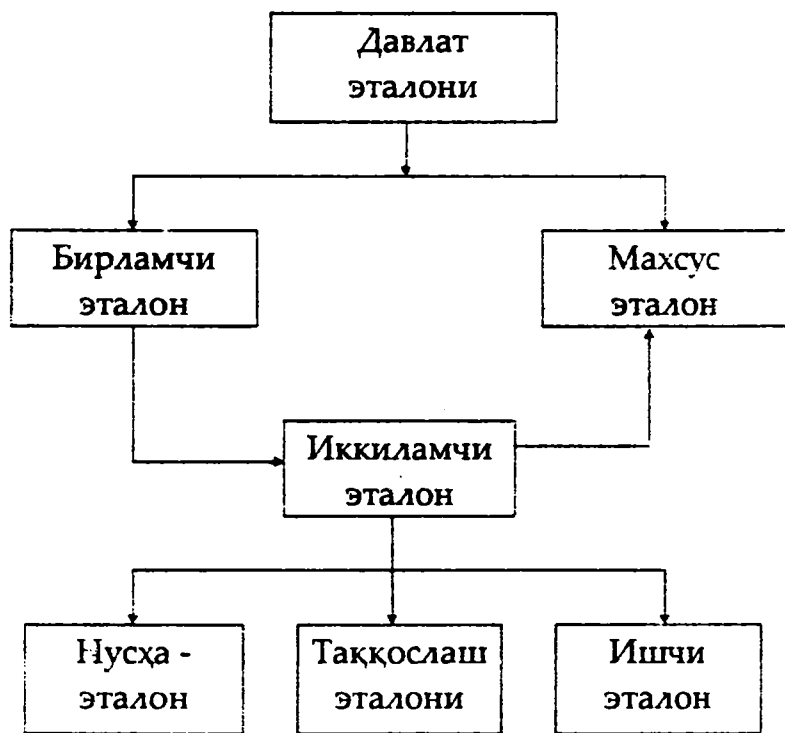 Давлат
эталони
Бирламчи
эталон
Махсус
эталон
Иккиламчи
эталон
Нусҳа -
эталон
Таққослаш
эталони
Ишчи
эталон